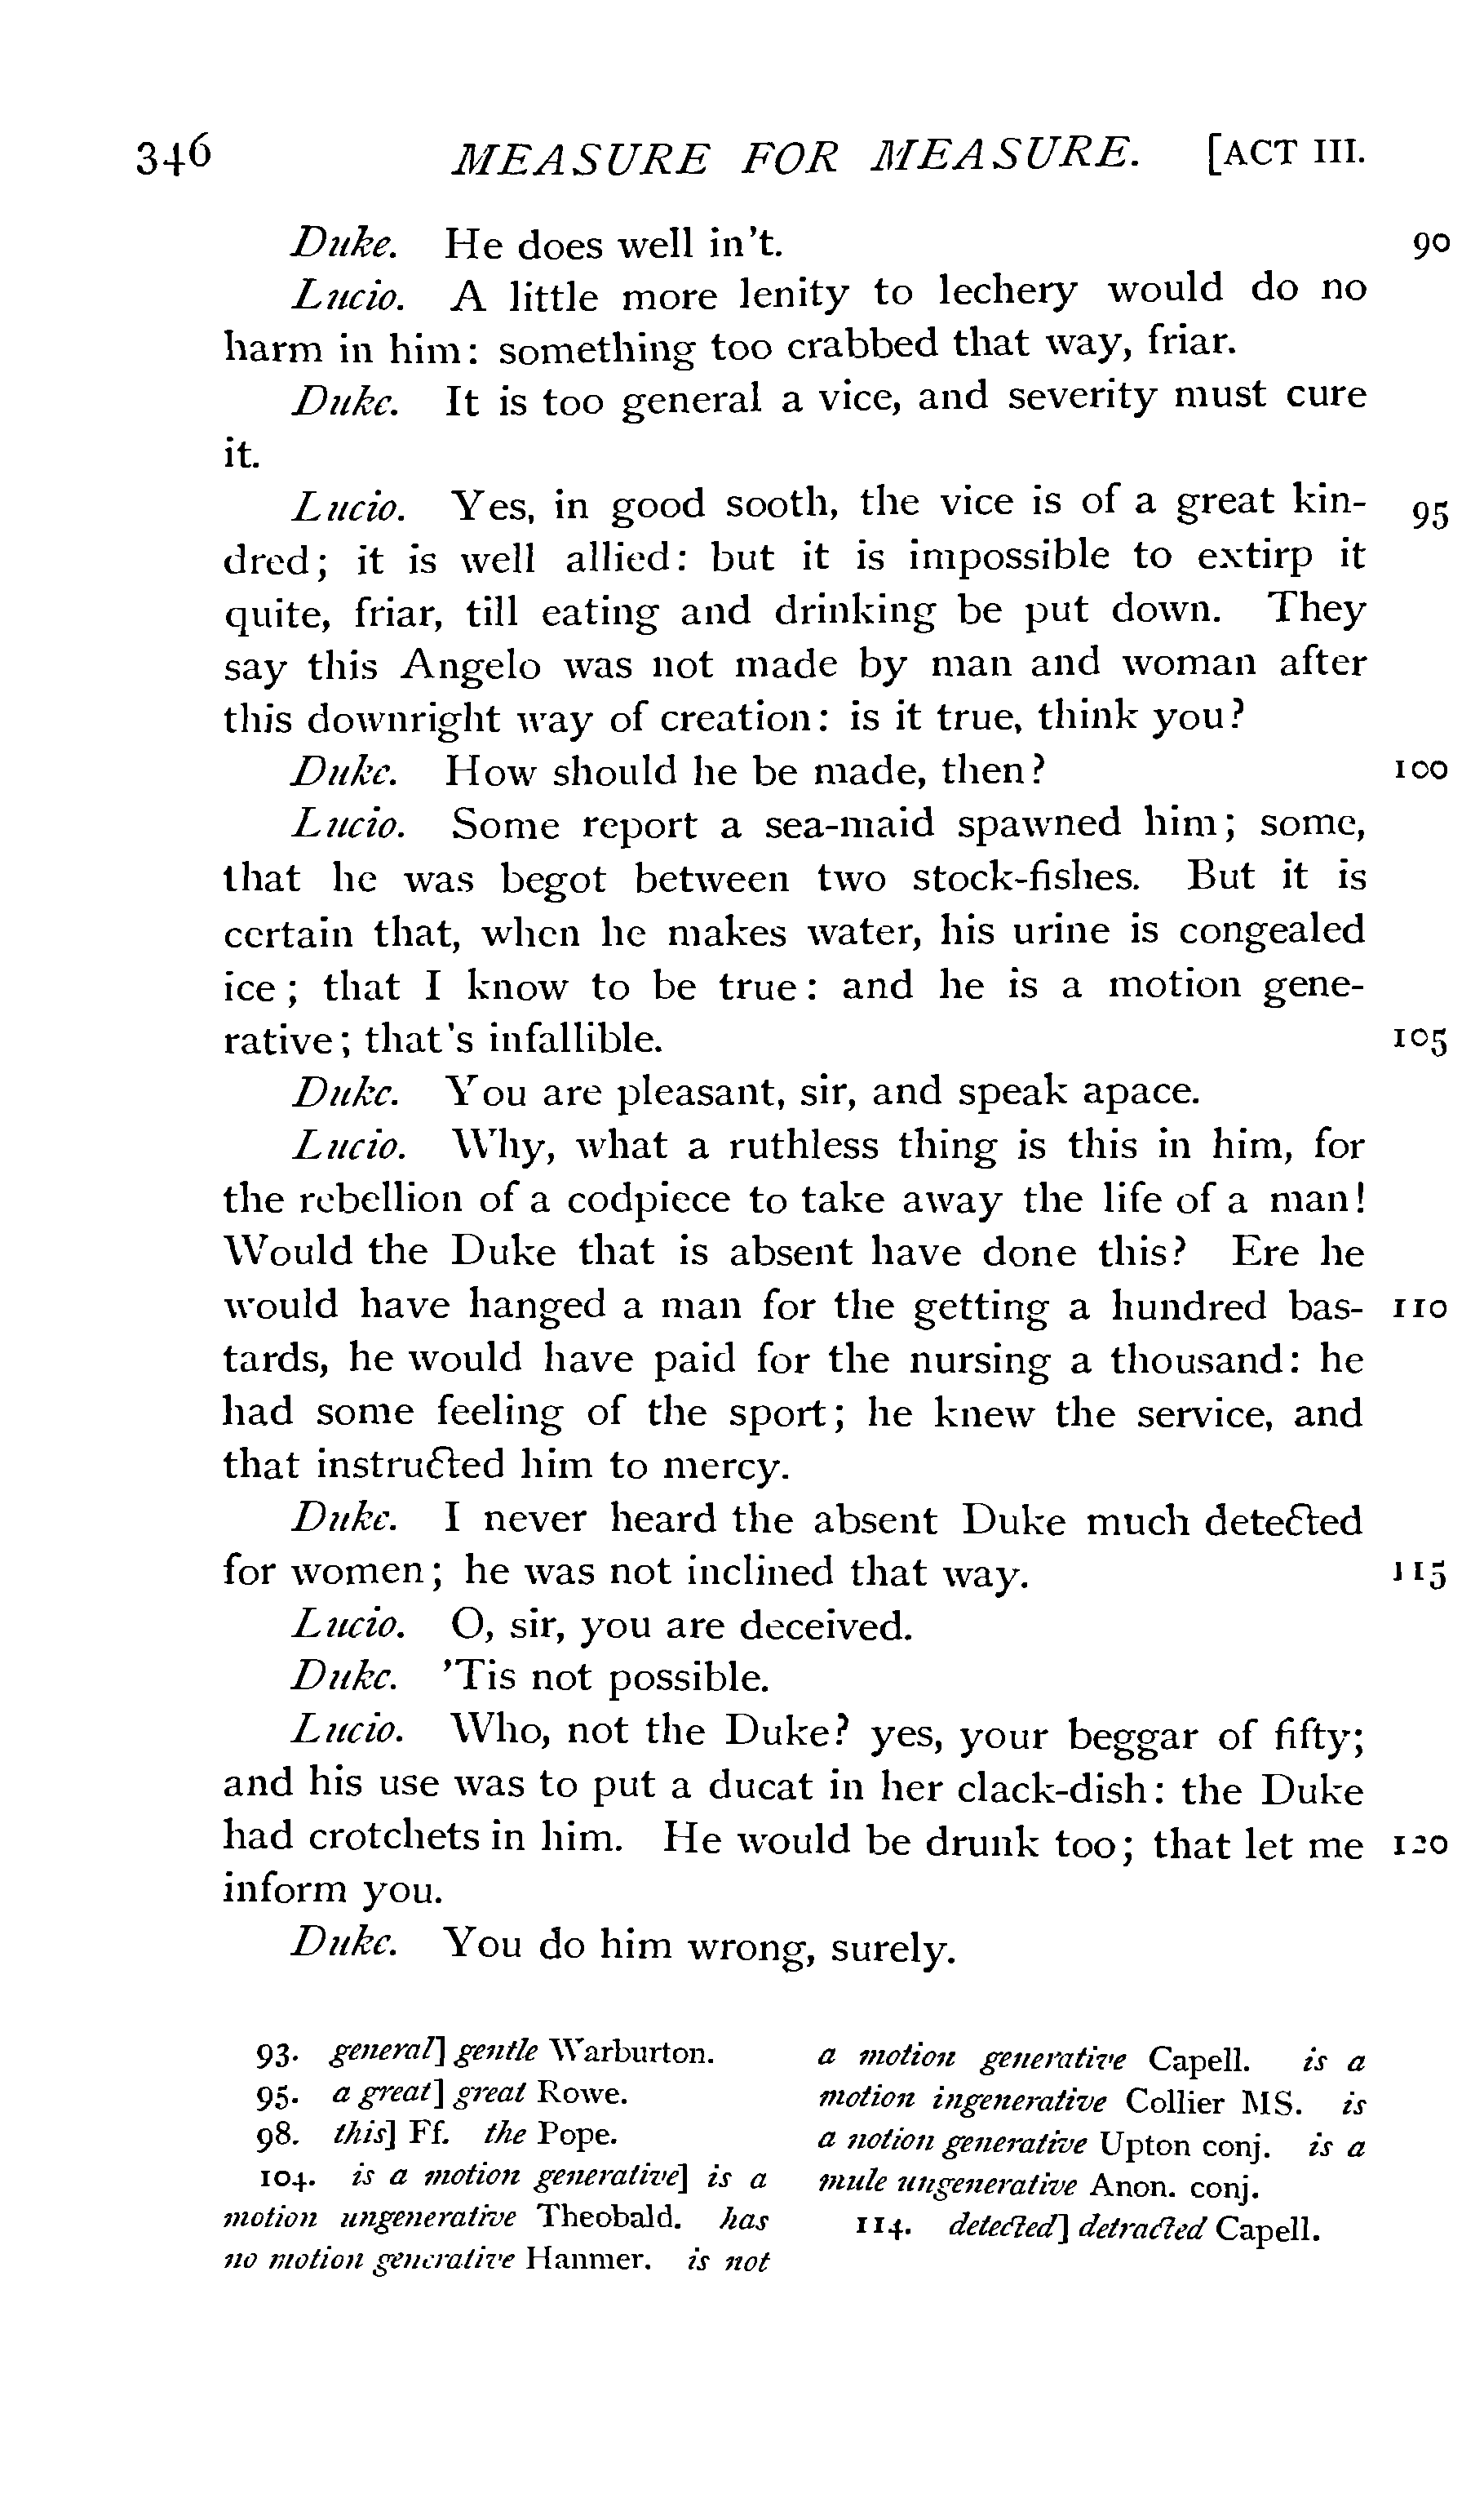 346 MEASURE FOR MEASURE. [ACT III.
Duke. He does well in't. 90
Lucio. A little more lenity to lechery would do no
harm in him: something too crabbed that way, friar.
Duke. It is too general a vice, and severity must cure
it.
Lucio. Yes, in good sooth, the vice is of a great kin- 95
dred; it is well allied: but it is impossible to extirp it
quite, friar, till eating and drinking be put down. They
say this Angelo was not made by man and woman after
this downright way of creation: is it true, think you?
Duke. How should he be made, then? 100
Lucio. Some report a sea-maid spawned him; some,
that he was begot between two stock-fishes. But it is
certain that, when he makes water, his urine is congealed
ice; that I know to be true: and he is a motion gene-
rative; that's infallible. 105
Duke. You are pleasant, sir, and speak apace.
Lucio. Why, what a ruthless thing is this in him, for
the rebellion of a codpiece to take away the life of a man!
Would the Duke that is absent have done this? Ere he
would have hanged a man for the getting a hundred bas- 110
tards, he would have paid for the nursing a thousand: he
had some feeling of the sport; he knew the service, and
that instructed him to mercy.
Duke. I never heard the absent Duke much detected
for women; he was not inclined that way. 115
Lucio. O, sir, you are deceived.
Duke. 'Tis not possible.
Lucio. Who, not the Duke? yes, your beggar of fifty;
and his use was to put a ducat in her clack-dish: the Duke
had crotchets in him. He would be drunk too; that let me 120
inform you.
Duke. You do him wrong, surely.
93. general] gentle Warburton.
95. a great] great Rowe.
98. this] Ff. the Pope.
104. is a motion generative] is a
motion ungenerative Theobald. has
no motion generative Hanmer. is not
a motion generative Capell. is a
motion ingenerative Collier MS. is
a notion generative Upton conj. is a
mule ungenerative Anon. conj.
114. detected] detracted Capell.